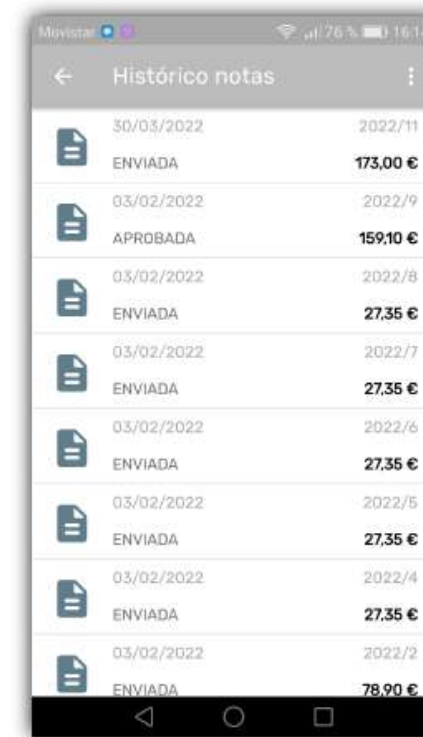 Movistar 76 % 16:14
Histórico notas
30/03/2022 2022/11
ENVIADA 173,00 €
03/02/2022 2022/9
APROBADA 159,10 €
03/02/2022 2022/8
ENVIADA 27,35 €
03/02/2022 2022/7
ENVIADA 27,35 €
03/02/2022 2022/6
ENVIADA 27,35 €
03/02/2022 2022/5
ENVIADA 27,35 €
03/02/2022 2022/4
ENVIADA 27,35 €
03/02/2022 2022/2
ENVIADA 78,90 €